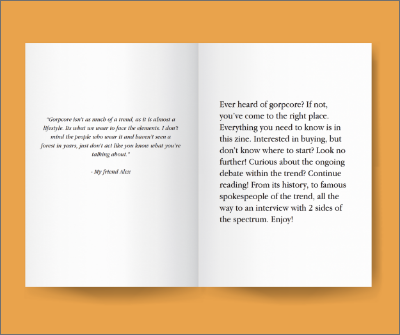 "Gorpcore isn't as much of a trend, as it is almost a
lifestyle. Its what we wear to face the elements. I don't
mind the people who wear it and haven't seen a
forest in years, just don't act like you know what you're
talking about."
- My friend Alex
Ever heard of gorpcore? If not,
you've come to the right place.
Everything you need to know is in
this zine. Interested in buying, but
don't know where to start? Look no
further! Curious about the ongoing
debate within the trend? Continue
reading! From its history, to famous
spokespeople of the trend, all the
way to an interview with 2 sides of
the spectrum. Enjoy!